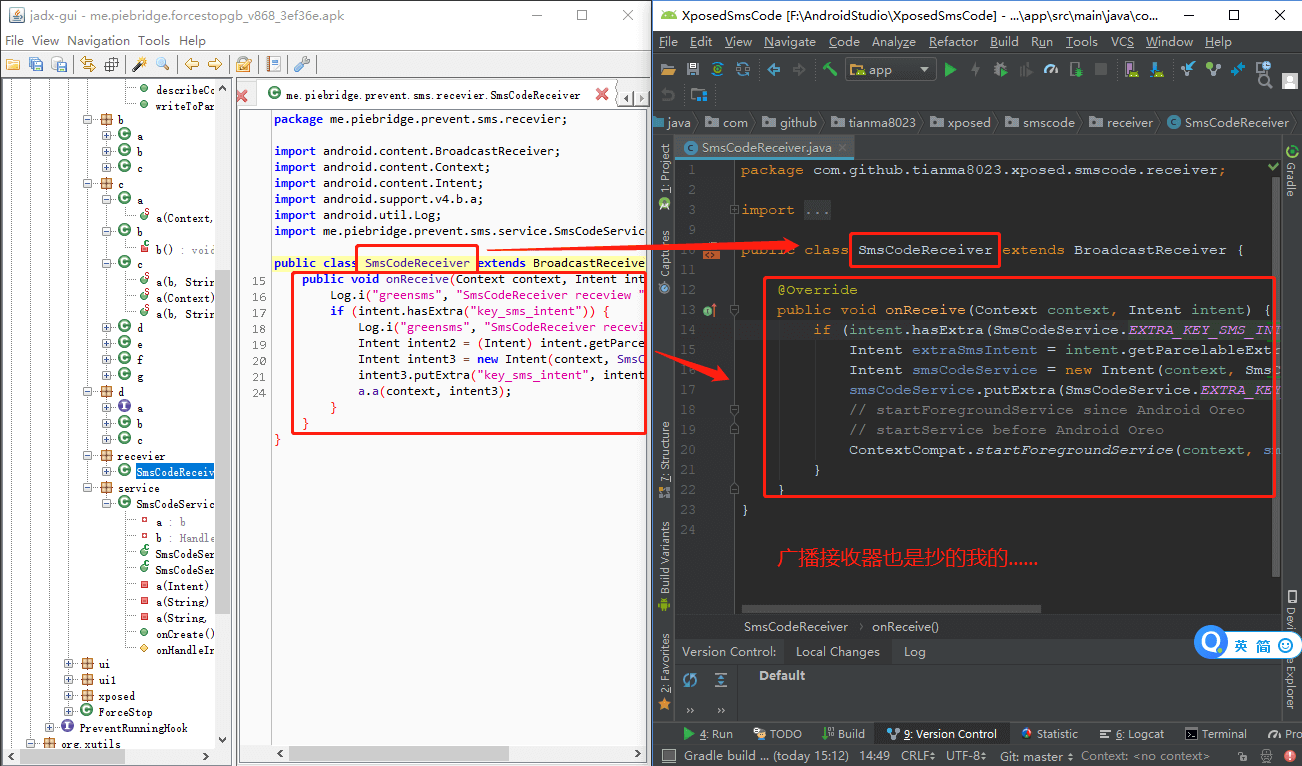 jadx-gui - me.piebridge.forcestopgb_v868_3ef36e.apk
File View Navigation Tools Help
describeCo
writeToPar
b
a
b
c
c
a
a(Context,
b
b() : void
c
a(b, Strin
a(Context)
a(b, Strin
d
e
f
g
d
a
b
c
recevier
SmsCodeReceiv
service
SmsCodeServic
a : b
b : Handle
SmsCodeSer
SmsCodeSer
a(Intent)
a(String)
a(String,
onCreate()
onHandleIn
ui
ui1
xposed
ForceStop
PreventRunningHook
org.xutils
me.piebridge.prevent.sms.recevier.SmsCodeReceiver
package me.piebridge.prevent.sms.recevier;
import android.content.BroadcastReceiver;
import android.content.Context;
import android.content.Intent;
import android.support.v4.b.a;
import android.util.Log;
import me.piebridge.prevent.sms.service.SmsCodeService
public class SmsCodeReceiver extends BroadcastReceive
15 public void onReceive(Context context, Intent int
16 Log.i("greensms", "SmsCodeReceiver receview "
17 if (intent.hasExtra("key_sms_intent")) {
18 Log.i("greensms", "SmsCodeReceiver recevi
19 Intent intent2 = (Intent) intent.getParce
20 Intent intent3 = new Intent(context, SmsC
21 intent3.putExtra("key_sms_intent", intent
24 a.a(context, intent3);
}
}
}
XposedSmsCode [F:\AndroidStudio\XposedSmsCode] - ...\app\src\main\java\co...
File Edit View Navigate Code Analyze Refactor Build Run Tools VCS Window Help
app
java com github tianma8023 xposed smscode receiver SmsCodeReceiver
SmsCodeReceiver.java
1: Project
Captures
7: Structure
Build Variants
2: Favorites
Gradle
1 package com.github.tianma8023.xposed.smscode.receiver;
2
3 import ...
9
10 public class SmsCodeReceiver extends BroadcastReceiver {
11
12 @Override
13 public void onReceive(Context context, Intent intent) {
14 if (intent.hasExtra(SmsCodeService.EXTRA_KEY_SMS_INT
15 Intent extraSmsIntent = intent.getParcelableExtr
16 Intent smsCodeService = new Intent(context, SmsC
17 smsCodeService.putExtra(SmsCodeService.EXTRA_KEY
18 // startForegroundService since Android Oreo
19 // startService before Android Oreo
20 ContextCompat.startForegroundService(context, sm
21 }
22 }
23 }
24
广播接收器也是抄的我的......
SmsCodeReceiver onReceive()
英 简
Version Control: Local Changes Log
Default
Explorer
4: Run TODO Build 9: Version Control Statistic 6: Logcat Terminal Pro
Gradle build ... (today 15:12) 14:49 CRLF UTF-8 Git: master Context: <no context>